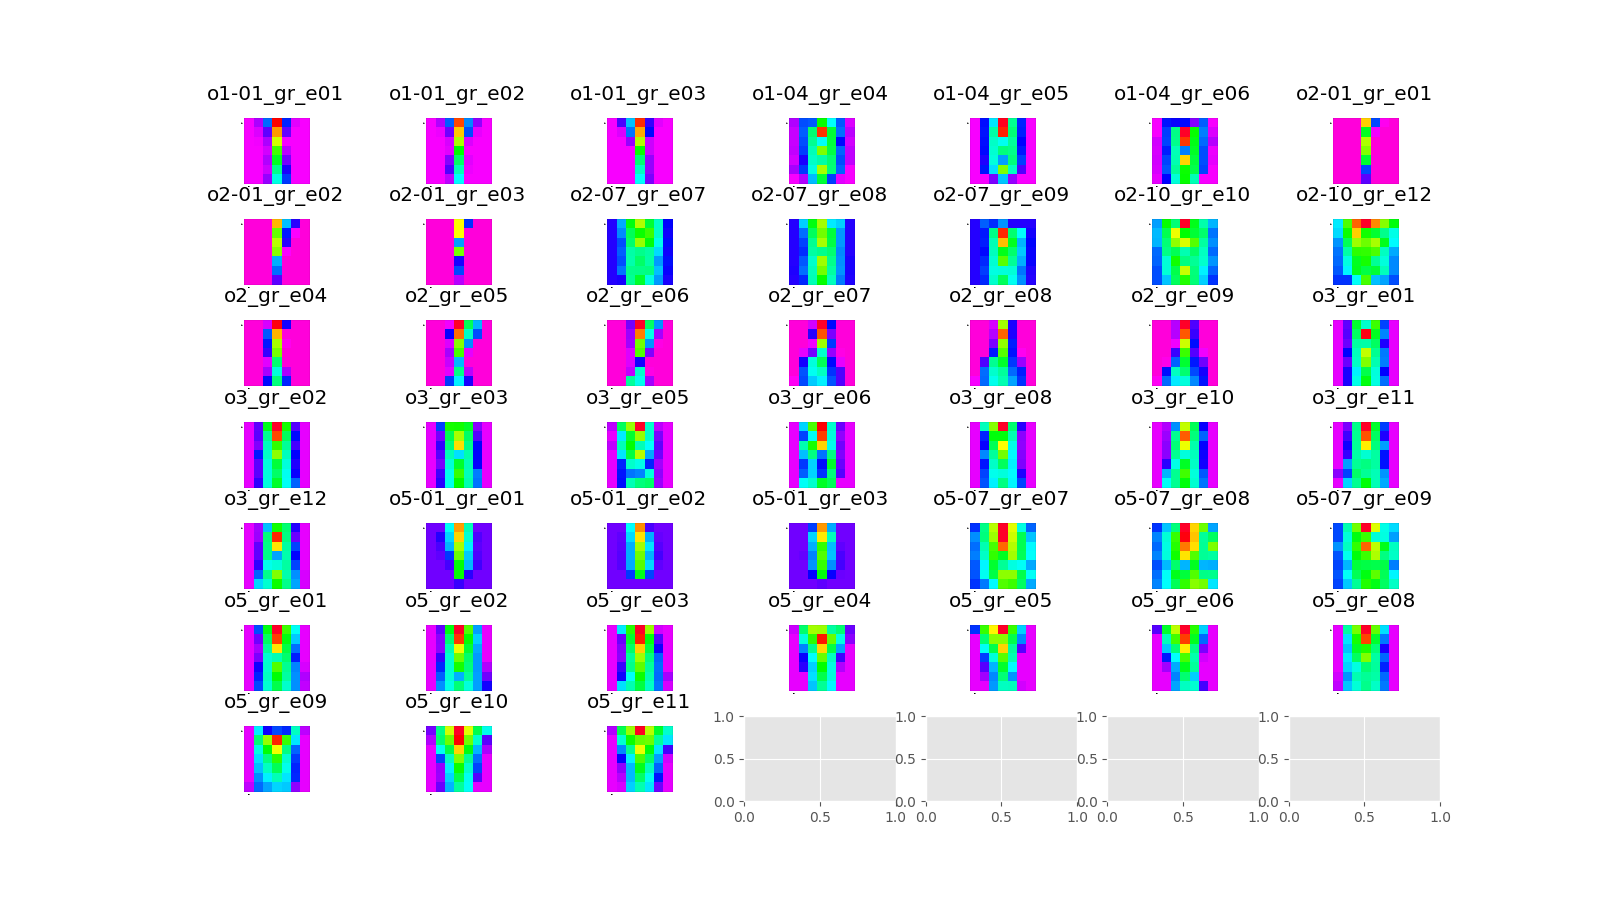 o1-01_gr_e01 o1-01_gr_e02 o1-01_gr_e03 o1-04_gr_e04 o1-04_gr_e05 o1-04_gr_e06 o2-01_gr_e01
o2-01_gr_e02 o2-01_gr_e03 o2-07_gr_e07 o2-07_gr_e08 o2-07_gr_e09 o2-10_gr_e10 o2-10_gr_e12
o2_gr_e04 o2_gr_e05 o2_gr_e06 o2_gr_e07 o2_gr_e08 o2_gr_e09 o3_gr_e01
o3_gr_e02 o3_gr_e03 o3_gr_e05 o3_gr_e06 o3_gr_e08 o3_gr_e10 o3_gr_e11
o3_gr_e12 o5-01_gr_e01 o5-01_gr_e02 o5-01_gr_e03 o5-07_gr_e07 o5-07_gr_e08 o5-07_gr_e09
o5_gr_e01 o5_gr_e02 o5_gr_e03 o5_gr_e04 o5_gr_e05 o5_gr_e06 o5_gr_e08
o5_gr_e09 o5_gr_e10 o5_gr_e11
1.0 1.0 1.0 1.0
0.5 0.5 0.5 0.5
0.0 0.0 0.0 0.0
0.0 0.5 1.0 0.0 0.5 1.0 0.0 0.5 1.0 0.0 0.5 1.0